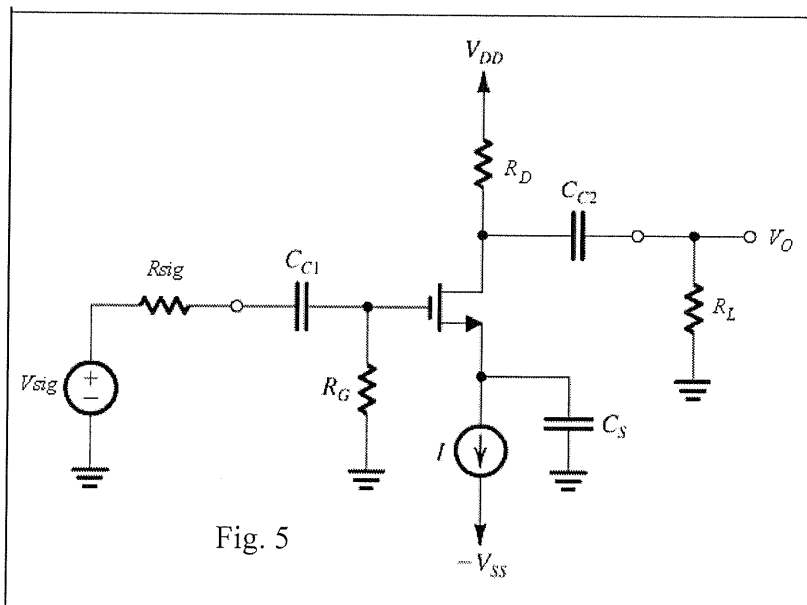 V_DD
R_D
C_C2
V_O
C_C1
Rsig
R_L
Vsig
+
−
R_G
I
C_S
−V_SS
Fig. 5